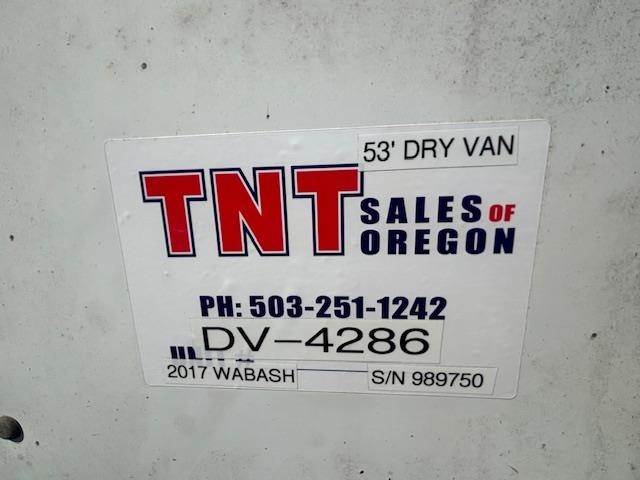 53' DRY VAN
TNT SALES OF OREGON
PH: 503-251-1242
DV-4286
2017 WABASH S/N 989750